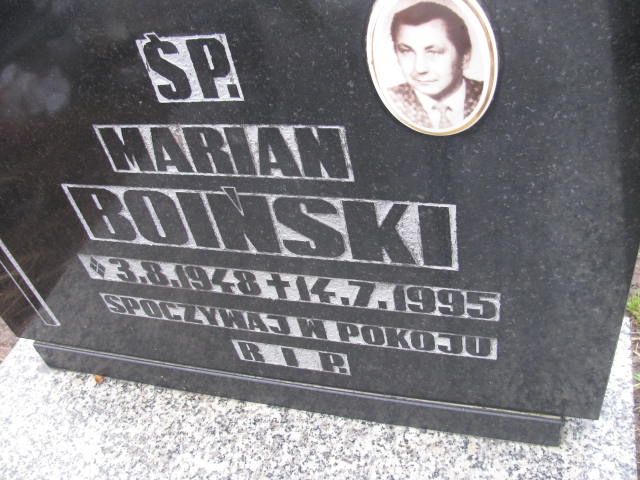 ŚP.
MARIAN
BOIŃSKI
3.8.1948 † 14.7.1995
SPOCZYWAJ W POKOJU
R I P.